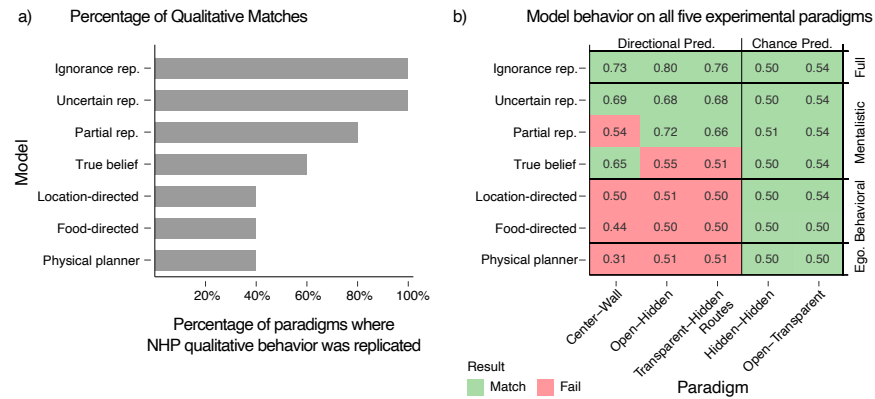 a) Percentage of Qualitative Matches
Model
Ignorance rep.
Uncertain rep.
Partial rep.
True belief
Location-directed
Food-directed
Physical planner
20% 40% 60% 80% 100%
Percentage of paradigms where
NHP qualitative behavior was replicated
b) Model behavior on all five experimental paradigms
Directional Pred. Chance Pred.
Ignorance rep. 0.73 0.80 0.76 0.50 0.54
Uncertain rep. 0.69 0.68 0.68 0.50 0.54
Partial rep. 0.54 0.72 0.66 0.51 0.54
True belief 0.65 0.55 0.51 0.50 0.54
Location-directed 0.50 0.51 0.50 0.50 0.54
Food-directed 0.44 0.50 0.50 0.50 0.50
Physical planner 0.31 0.51 0.51 0.50 0.50
Full
Mentalistic
Behavioral
Ego.
Center-Wall
Open-Hidden
Transparent-Hidden
Routes
Hidden-Hidden
Open-Transparent
Result
Match Fail
Paradigm